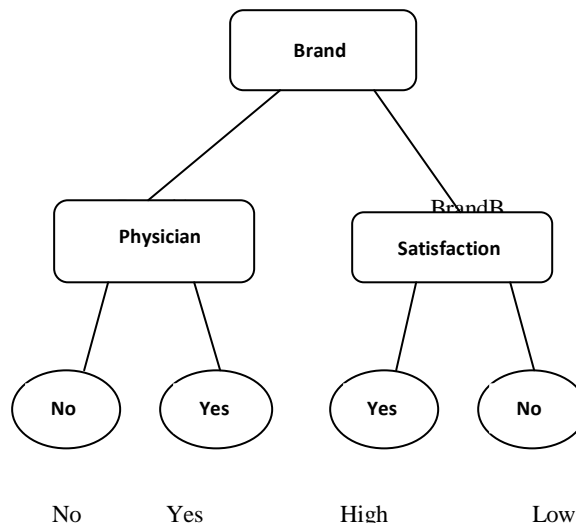 Brand
BrandB
Physician
Satisfaction
No Yes Yes No
No Yes High Low